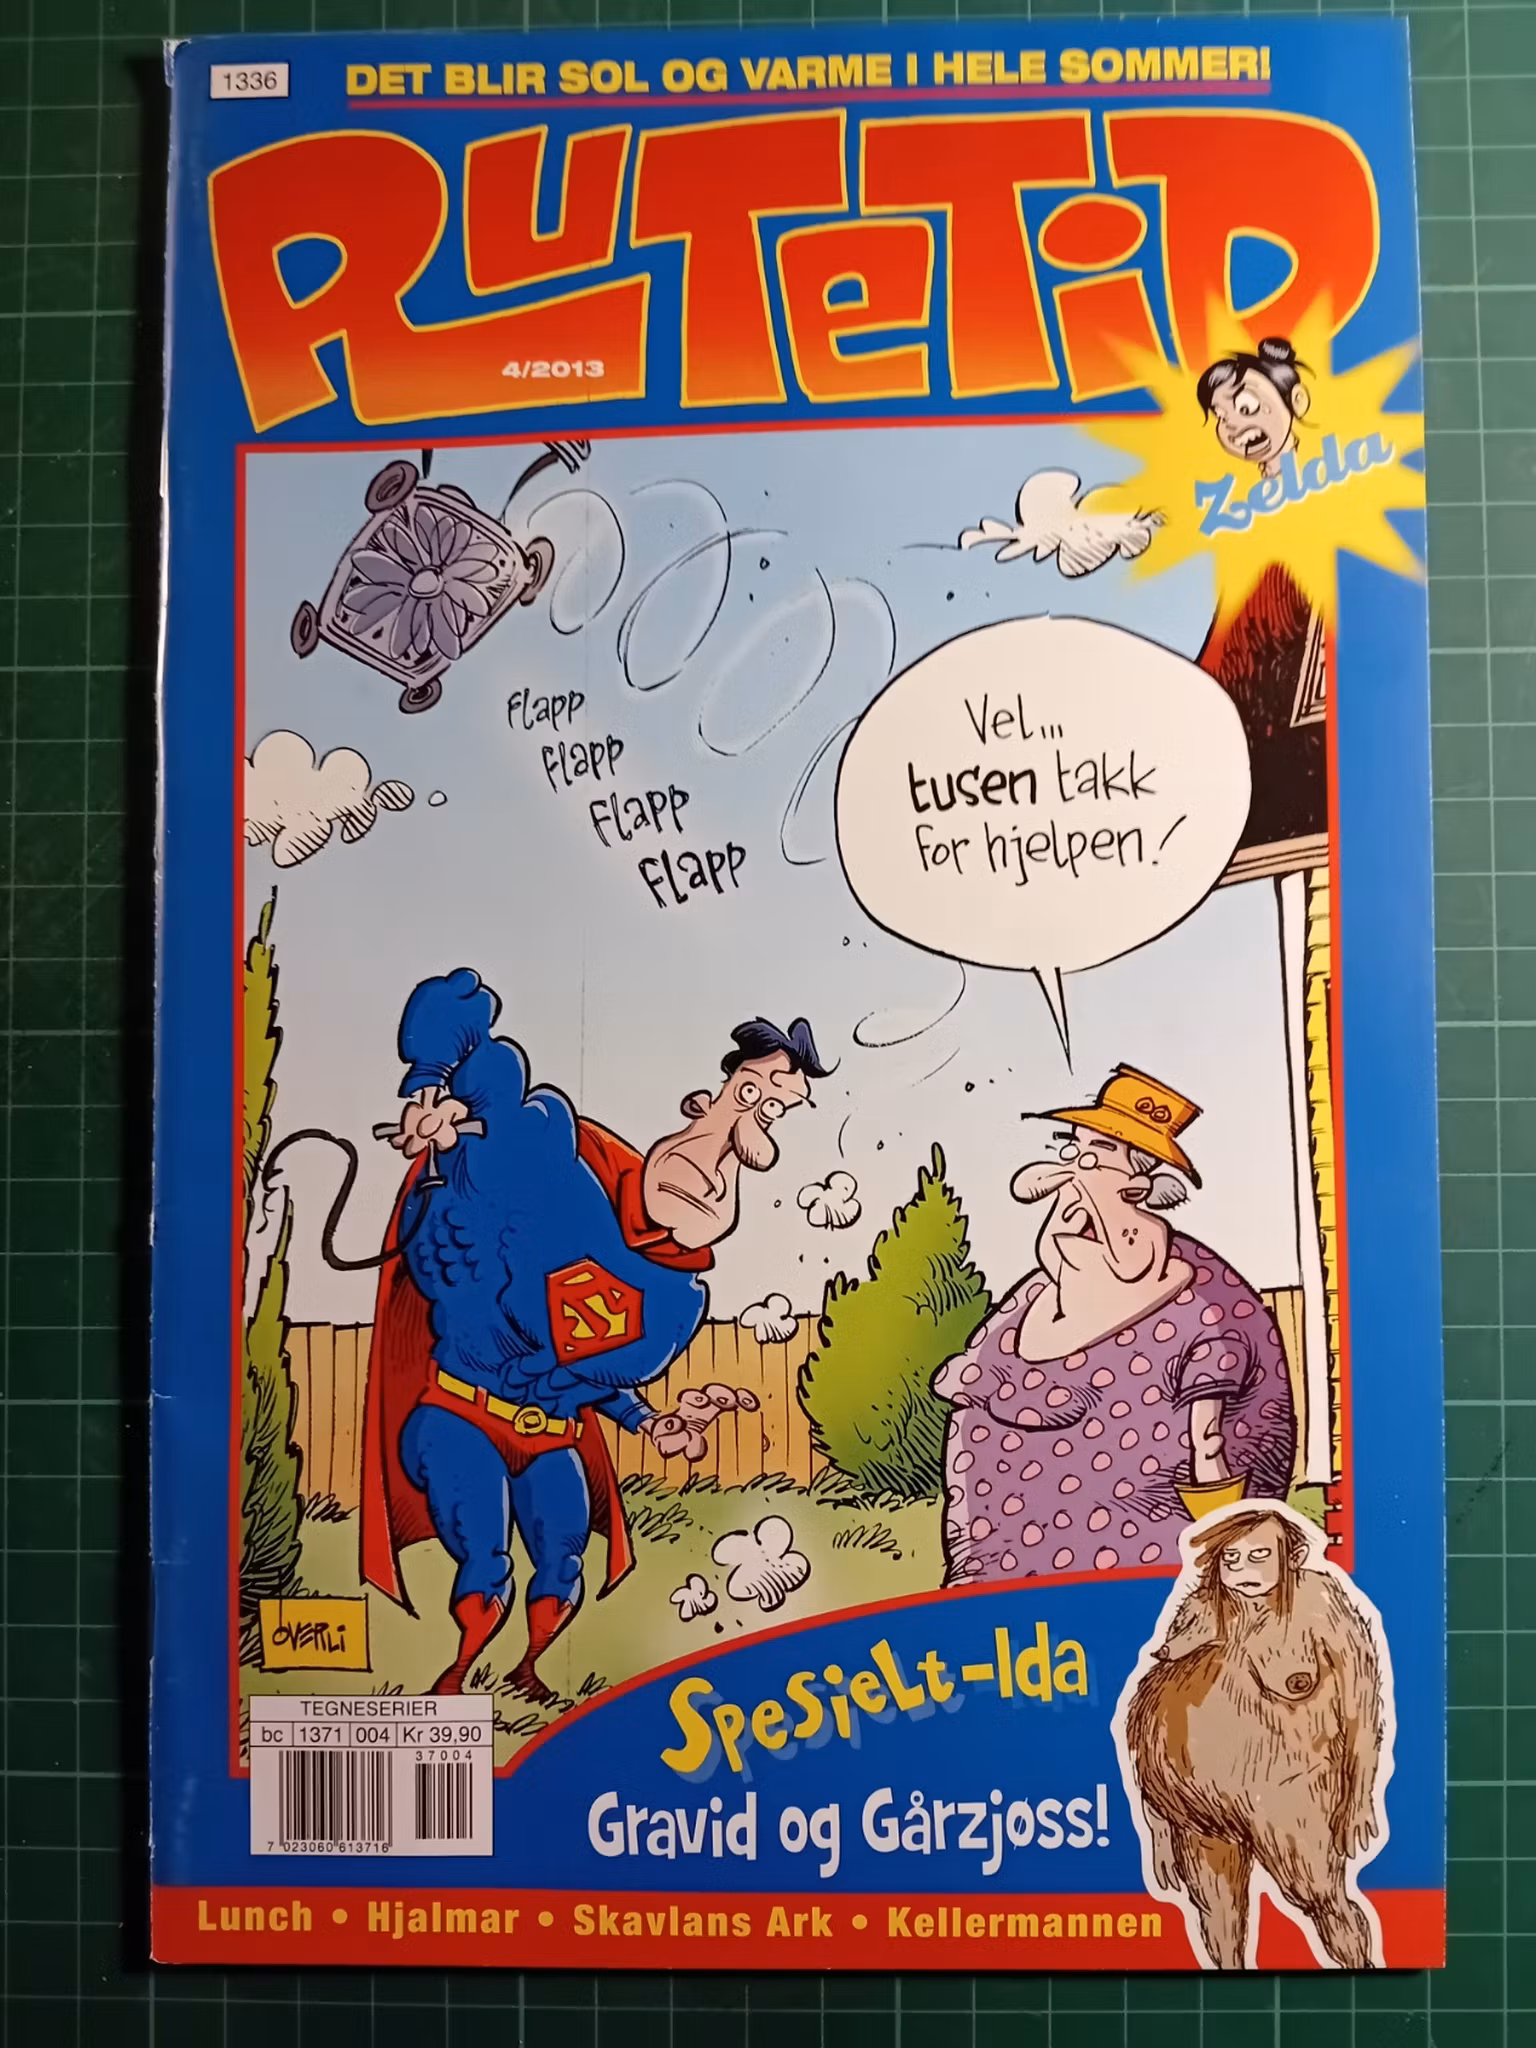 1336
DET BLIR SOL OG VARME I HELE SOMMER!
RUTETID
4/2013
Zelda
Flapp
Flapp
Flapp
Flapp
Vel...
tusen takk
for hjelpen!
S
ØVERLI
TEGNESERIER
bc 1371 004 Kr 39,90
37004
7 023060 613716
Spesielt-Ida
Gravid og Gårzjøss!
Lunch • Hjalmar • Skavlans Ark • Kellermannen